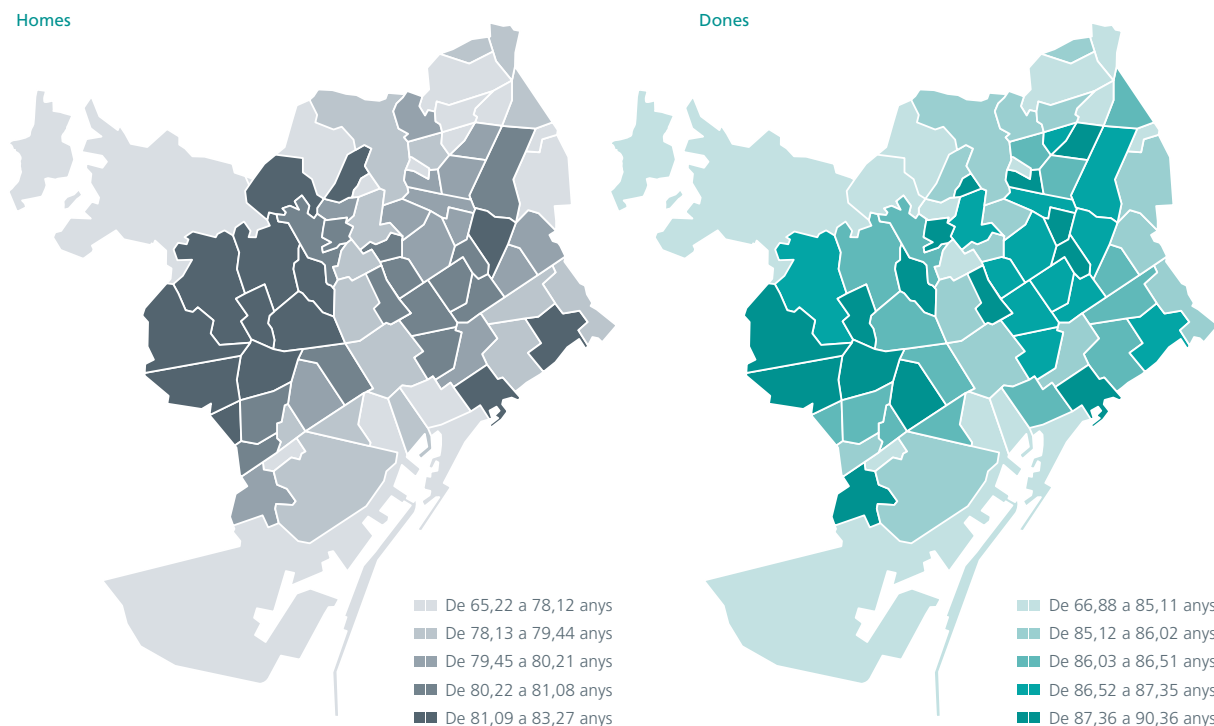 Homes
Dones
De 65,22 a 78,12 anys
De 78,13 a 79,44 anys
De 79,45 a 80,21 anys
De 80,22 a 81,08 anys
De 81,09 a 83,27 anys
De 66,88 a 85,11 anys
De 85,12 a 86,02 anys
De 86,03 a 86,51 anys
De 86,52 a 87,35 anys
De 87,36 a 90,36 anys